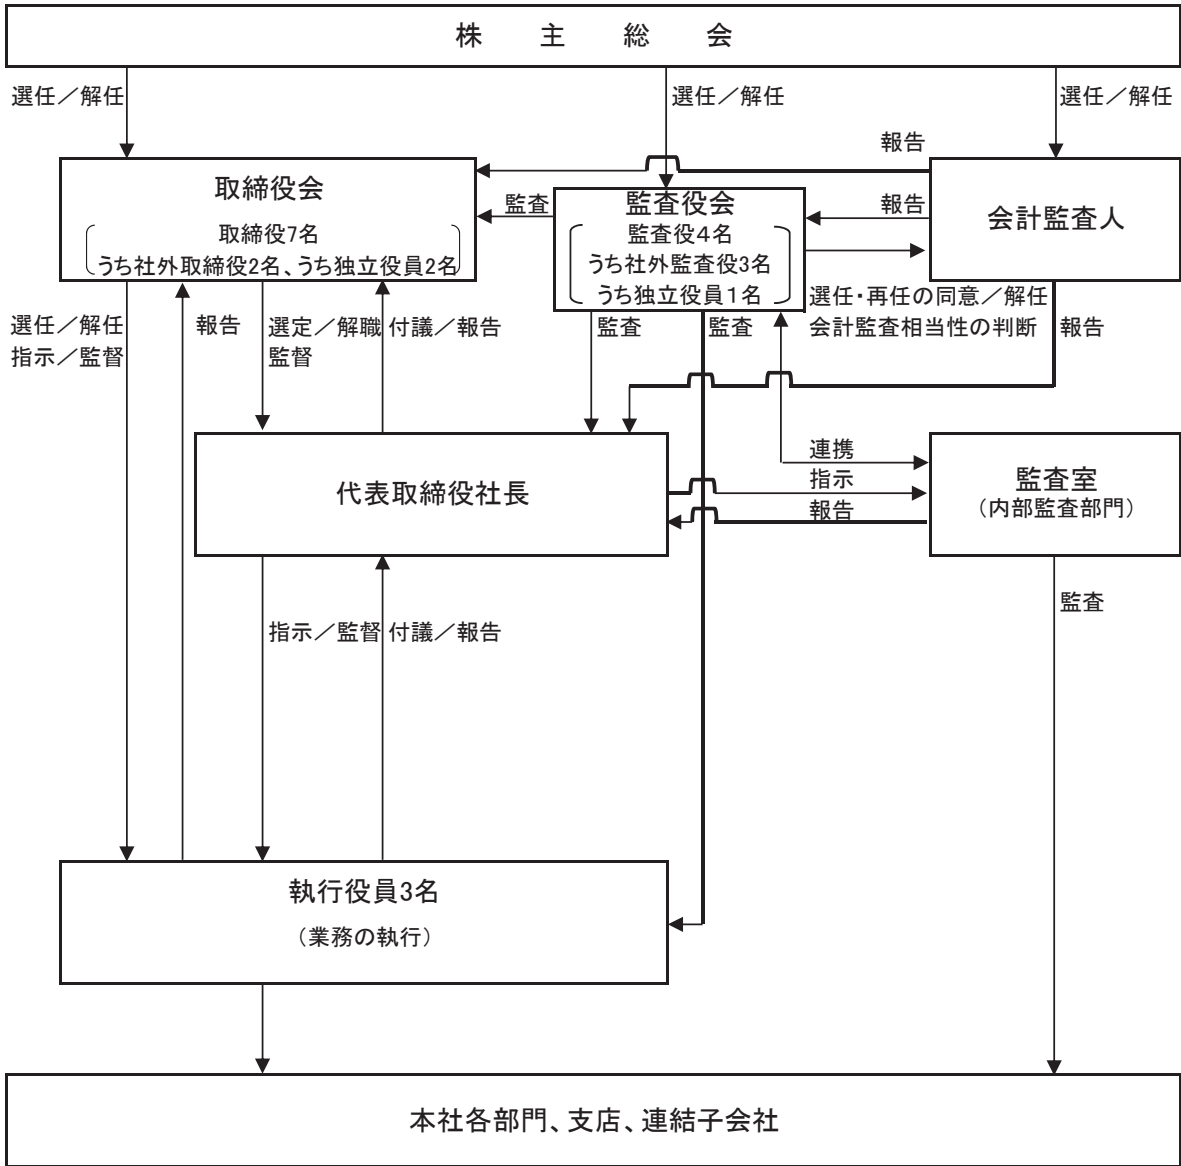 株 主 総 会
選任／解任
選任／解任
選任／解任
報告
取締役会
取締役7名
うち社外取締役2名、うち独立役員2名
監査
監査役会
監査役４名
うち社外監査役3名
うち独立役員１名
報告
会計監査人
選任・再任の同意／解任
会計監査相当性の判断
報告
選任／解任
指示／監督
報告
選定／解職
監督
付議／報告
監査
監査
代表取締役社長
連携
指示
報告
監査室
（内部監査部門）
指示／監督
付議／報告
監査
執行役員3名
（業務の執行）
本社各部門、支店、連結子会社